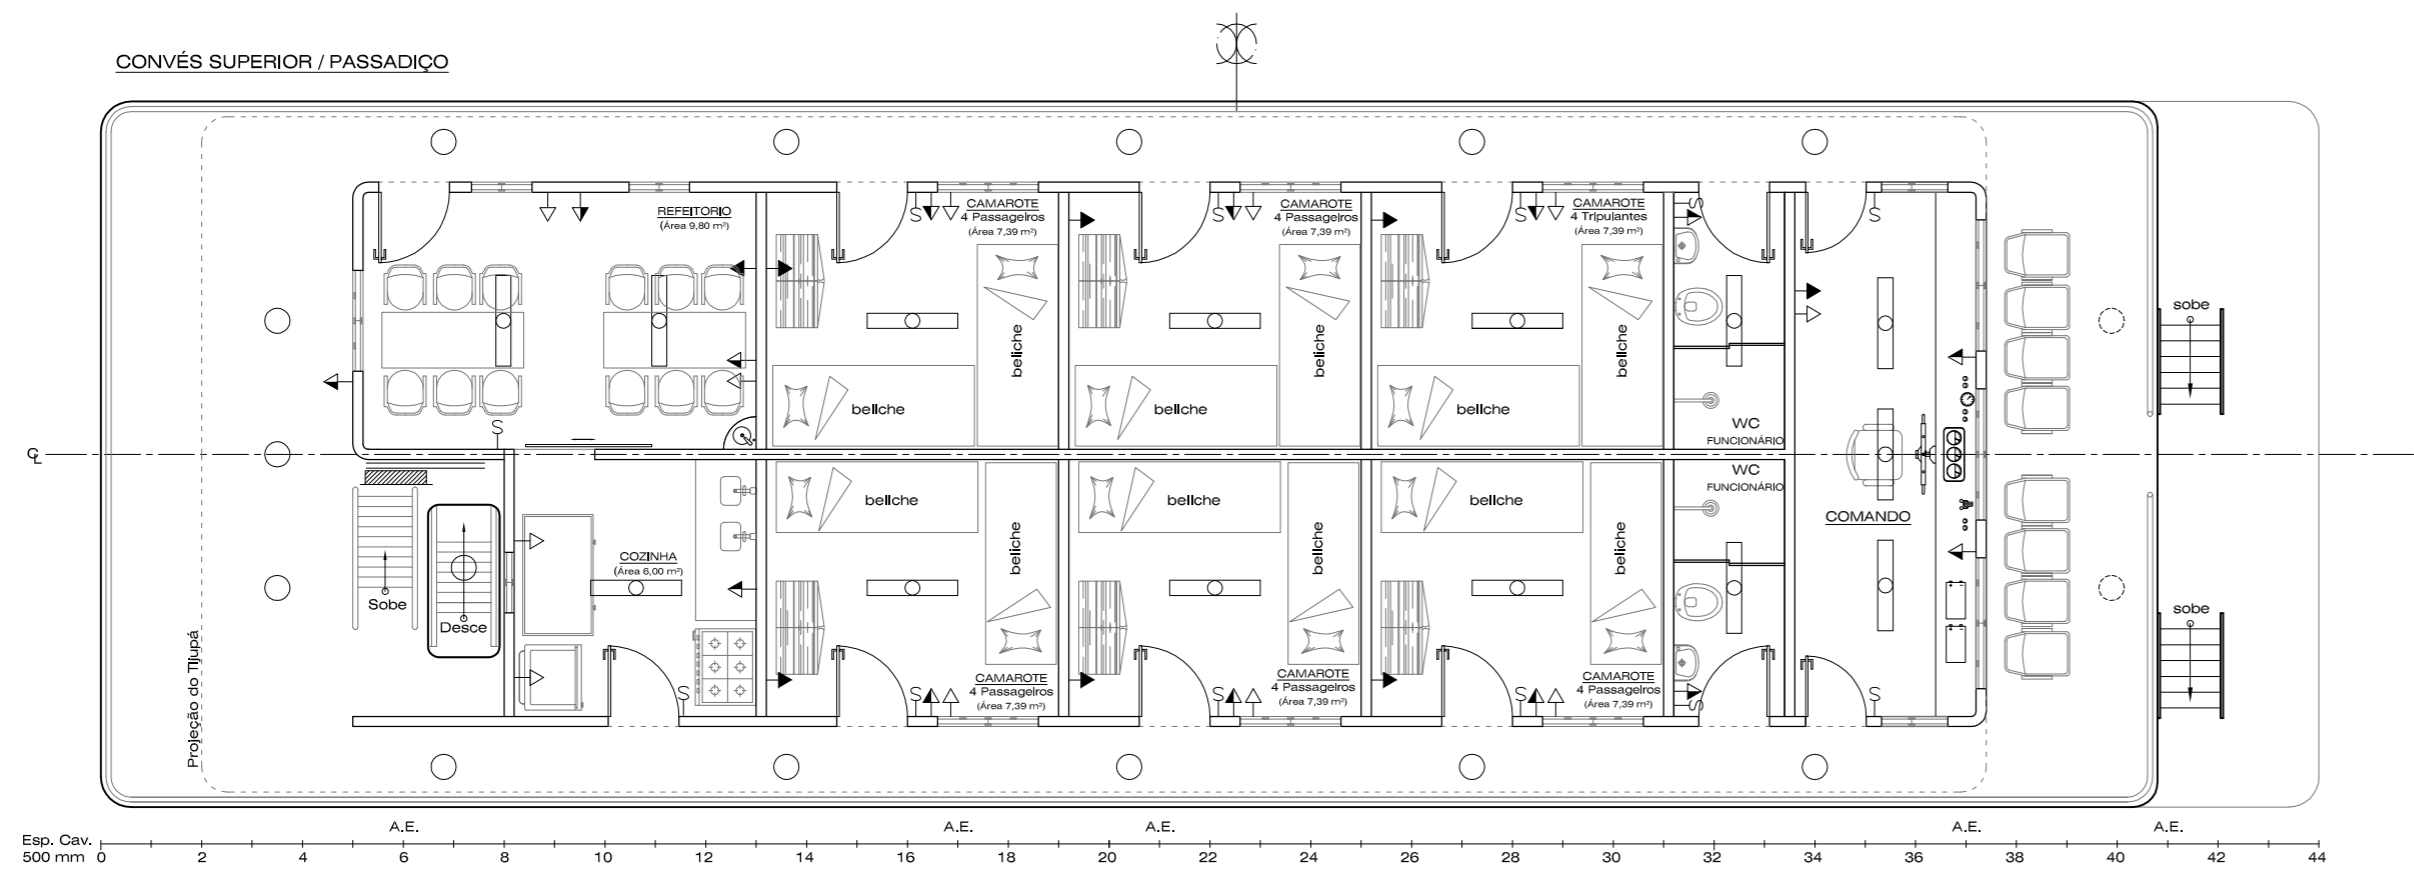 CONVÉS SUPERIOR / PASSADIÇO
REFEITORIO
(Área 9,80 m²)
CAMAROTE
4 Passageiros
(Área 7,39 m²)
CAMAROTE
4 Passageiros
(Área 7,39 m²)
CAMAROTE
4 Tripulantes
(Área 7,39 m²)
S
S
S
S
S
sobe
beliche
beliche
beliche
beliche
beliche
beliche
WC
FUNCIONÁRIO
S
℄
WC
FUNCIONÁRIO
beliche
beliche
beliche
beliche
beliche
beliche
COMANDO
COZINHA
(Área 6,00 m²)
Sobe
Desce
sobe
Projeção do Tijupá
CAMAROTE
4 Passageiros
(Área 7,39 m²)
CAMAROTE
4 Passageiros
(Área 7,39 m²)
CAMAROTE
4 Passageiros
(Área 7,39 m²)
S
S
S
S
S
S
A.E. A.E. A.E. A.E. A.E.
Esp. Cav.
500 mm 0 2 4 6 8 10 12 14 16 18 20 22 24 26 28 30 32 34 36 38 40 42 44